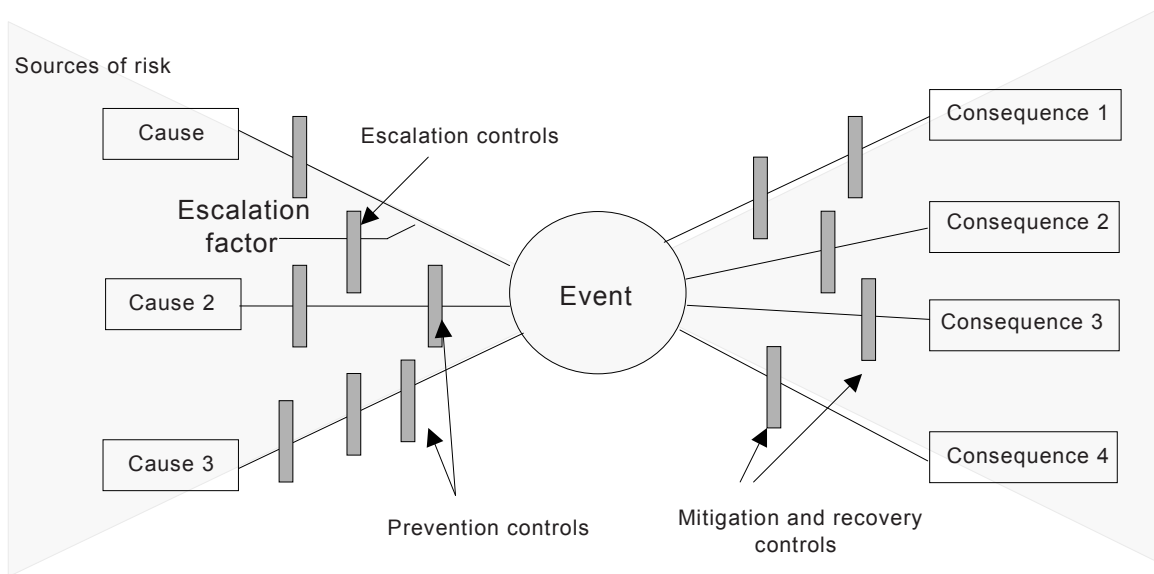 Sources of risk
Cause
Escalation controls
Escalation
factor
Cause 2
Cause 3
Prevention controls
Event
Consequence 1
Consequence 2
Consequence 3
Consequence 4
Mitigation and recovery
controls